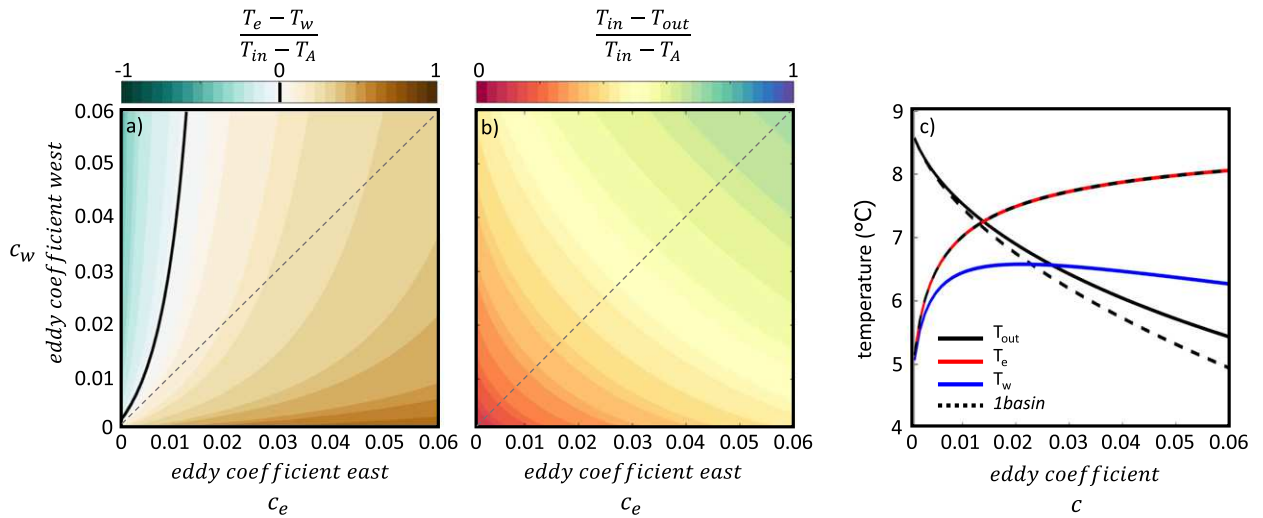 T_e − T_w
T_in − T_A
-1 0 1
a)
0.06
0.05
0.04
0.03
0.02
0.01
0
c_w
eddy coefficient west
0 0.01 0.02 0.03 0.04 0.05 0.06
eddy coefficient east
c_e
T_in − T_out
T_in − T_A
0 1
b)
0 0.01 0.02 0.03 0.04 0.05 0.06
eddy coefficient east
c_e
c)
9
8
7
6
5
4
temperature (°C)
T_out
T_e
T_w
1basin
0 0.01 0.02 0.03 0.04 0.05 0.06
eddy coefficient
c